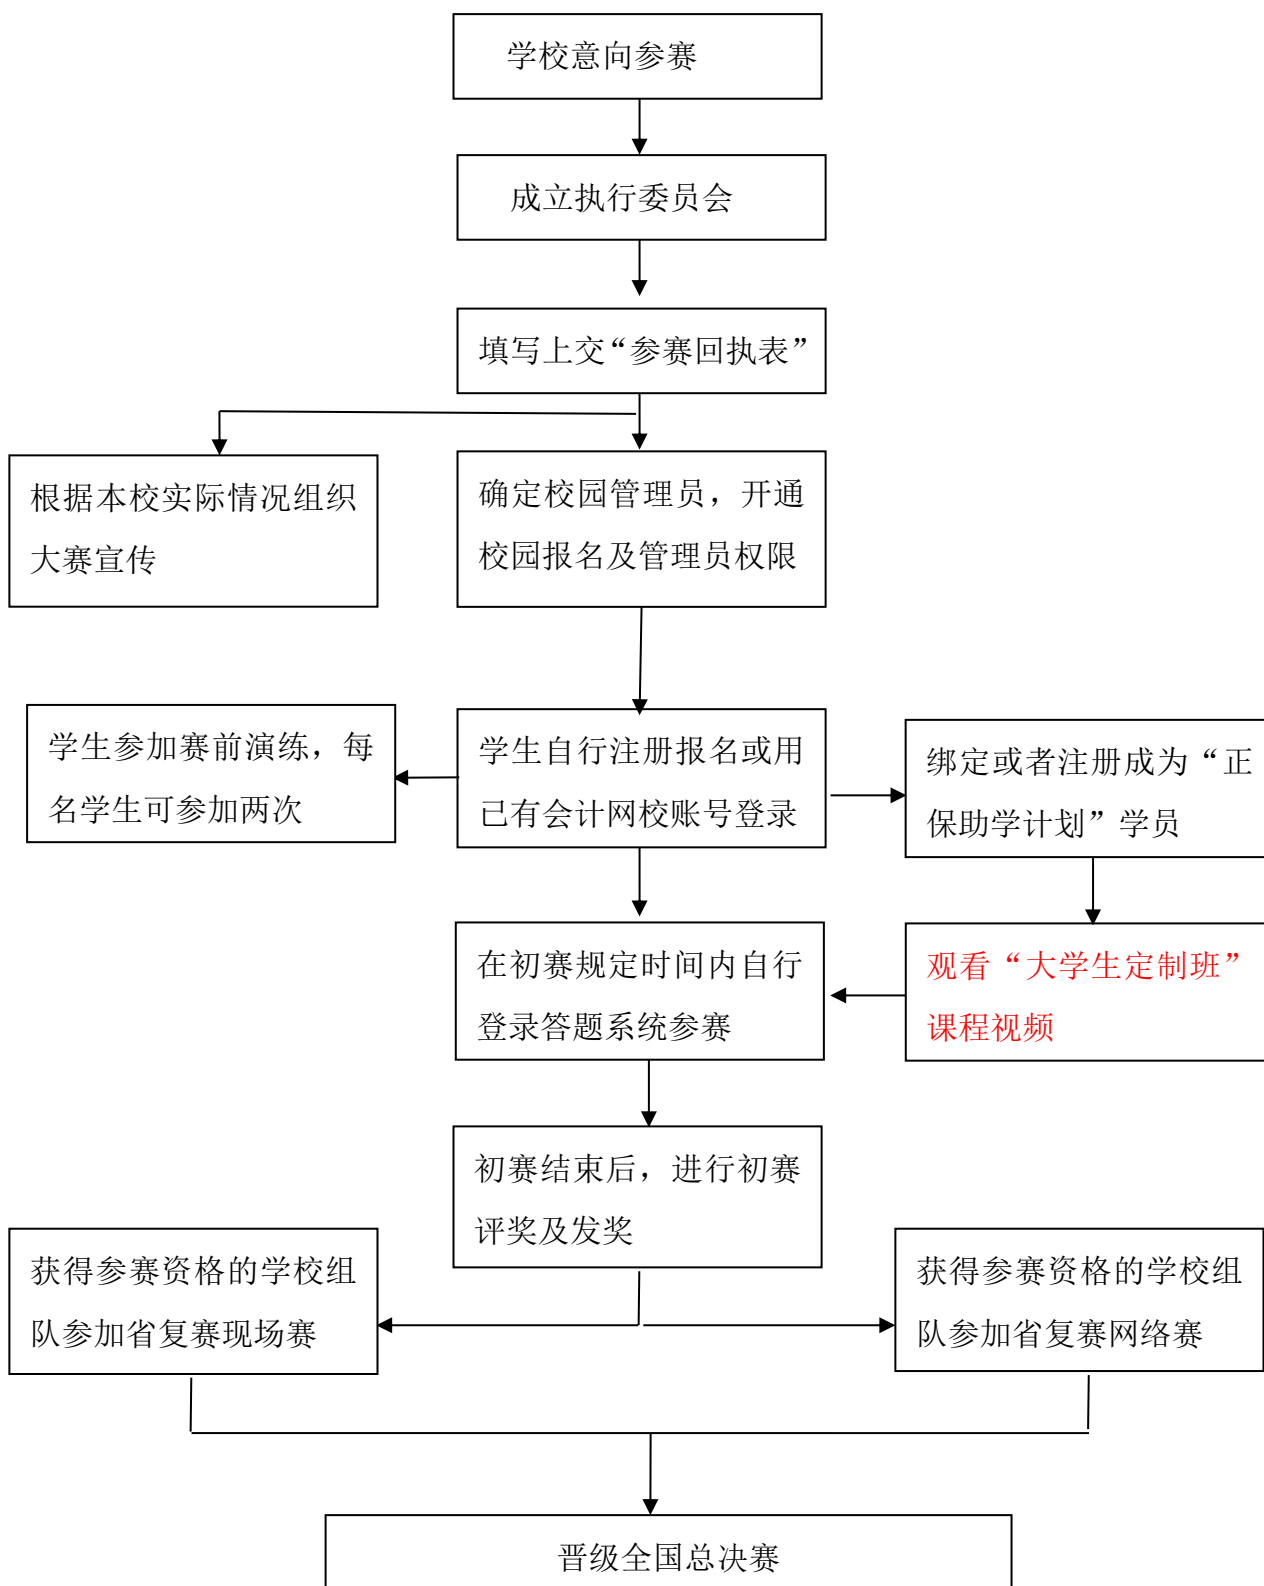 学校意向参赛
成立执行委员会
填写上交“参赛回执表”
根据本校实际情况组织
大赛宣传
确定校园管理员，开通
校园报名及管理员权限
学生参加赛前演练，每
名学生可参加两次
学生自行注册报名或用
已有会计网校账号登录
绑定或者注册成为“正
保助学计划”学员
在初赛规定时间内自行
登录答题系统参赛
观看“大学生定制班”
课程视频
初赛结束后，进行初赛
评奖及发奖
获得参赛资格的学校组
队参加省复赛现场赛
获得参赛资格的学校组
队参加省复赛网络赛
晋级全国总决赛